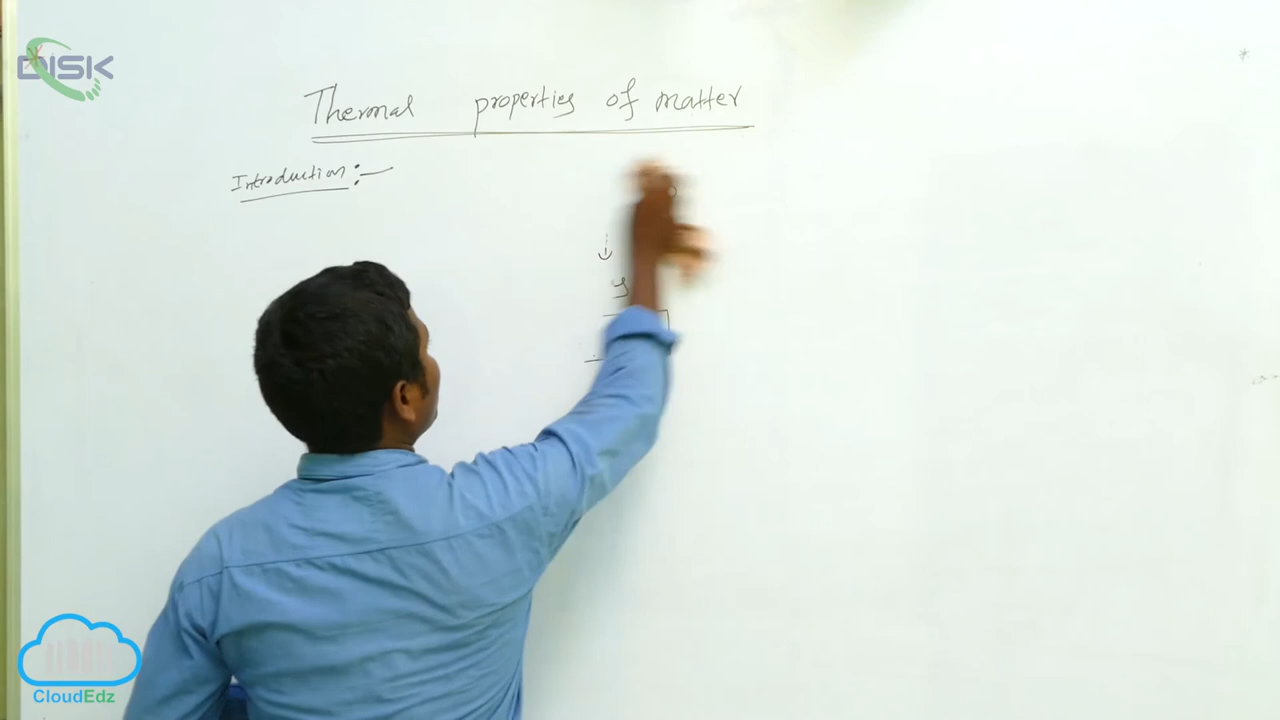 DISK
Thermal properties of matter
Introduction :-
CloudEdz